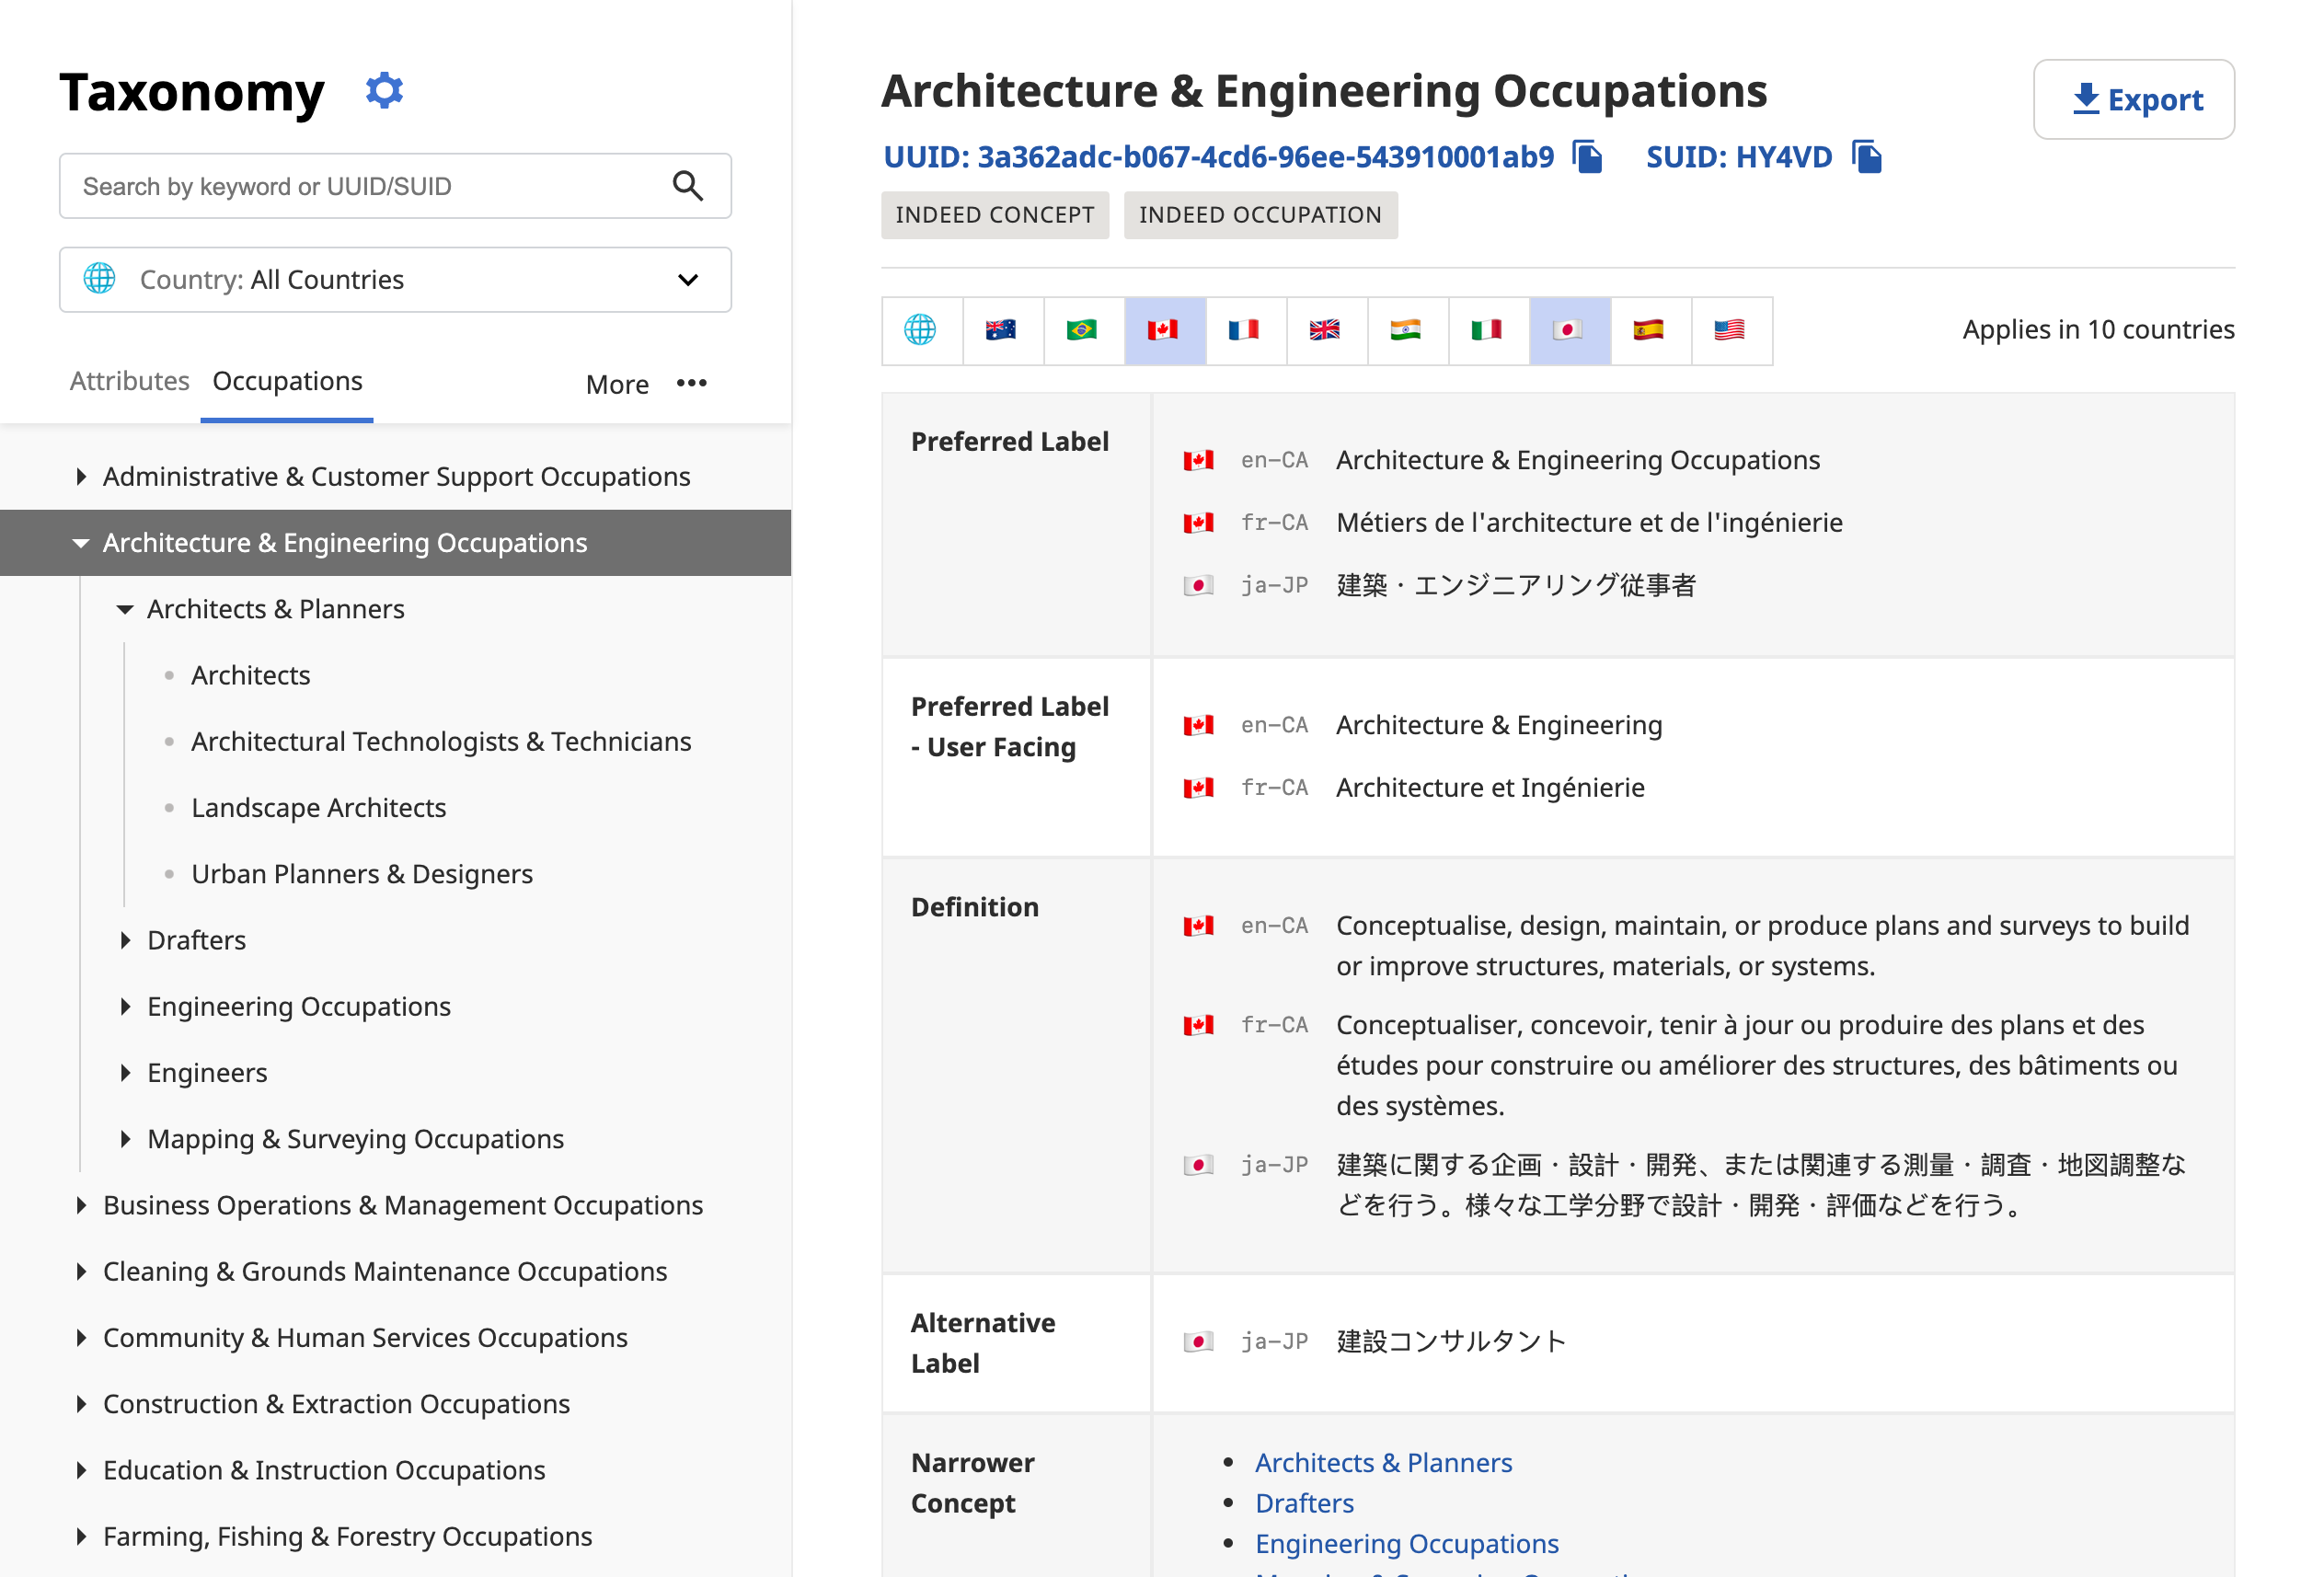 Taxonomy
Search by keyword or UUID/SUID
Country: All Countries
Attributes Occupations More
Administrative & Customer Support Occupations
Architecture & Engineering Occupations
Architects & Planners
Architects
Architectural Technologists & Technicians
Landscape Architects
Urban Planners & Designers
Drafters
Engineering Occupations
Engineers
Mapping & Surveying Occupations
Business Operations & Management Occupations
Cleaning & Grounds Maintenance Occupations
Community & Human Services Occupations
Construction & Extraction Occupations
Education & Instruction Occupations
Farming, Fishing & Forestry Occupations
Architecture & Engineering Occupations
Export
UUID: 3a362adc-b067-4cd6-96ee-543910001ab9 SUID: HY4VD
INDEED CONCEPT INDEED OCCUPATION
Applies in 10 countries
Preferred Label
en-CA Architecture & Engineering Occupations
fr-CA Métiers de l'architecture et de l'ingénierie
ja-JP 建築・エンジニアリング従事者
Preferred Label
- User Facing
en-CA Architecture & Engineering
fr-CA Architecture et Ingénierie
Definition
en-CA Conceptualise, design, maintain, or produce plans and surveys to build
or improve structures, materials, or systems.
fr-CA Conceptualiser, concevoir, tenir à jour ou produire des plans et des
études pour construire ou améliorer des structures, des bâtiments ou
des systèmes.
ja-JP 建築に関する企画・設計・開発、または関連する測量・調査・地図調整な
どを行う。様々な工学分野で設計・開発・評価などを行う。
Alternative
Label
ja-JP 建設コンサルタント
Narrower
Concept
Architects & Planners
Drafters
Engineering Occupations